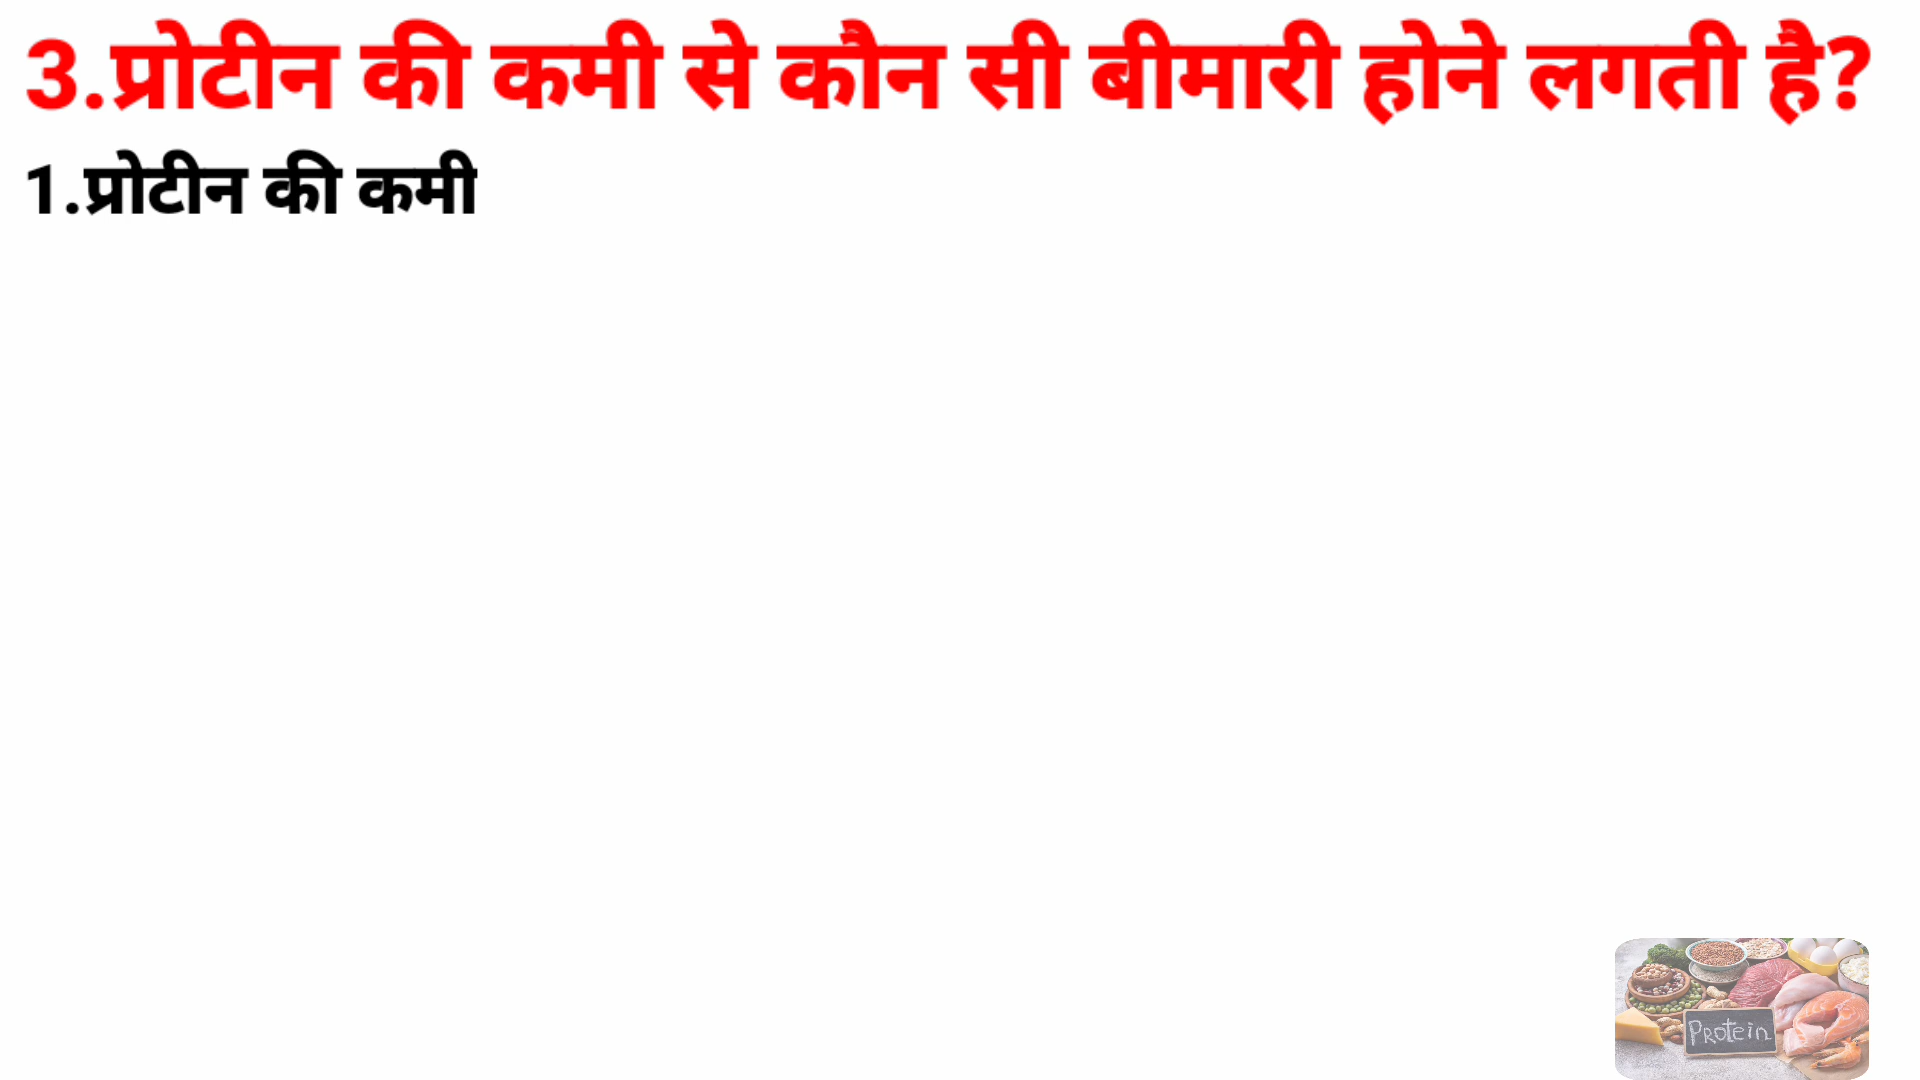 3.प्रोटीन की कमी से कौन सी बीमारी होने लगती है?
1.प्रोटीन की कमी
Protein